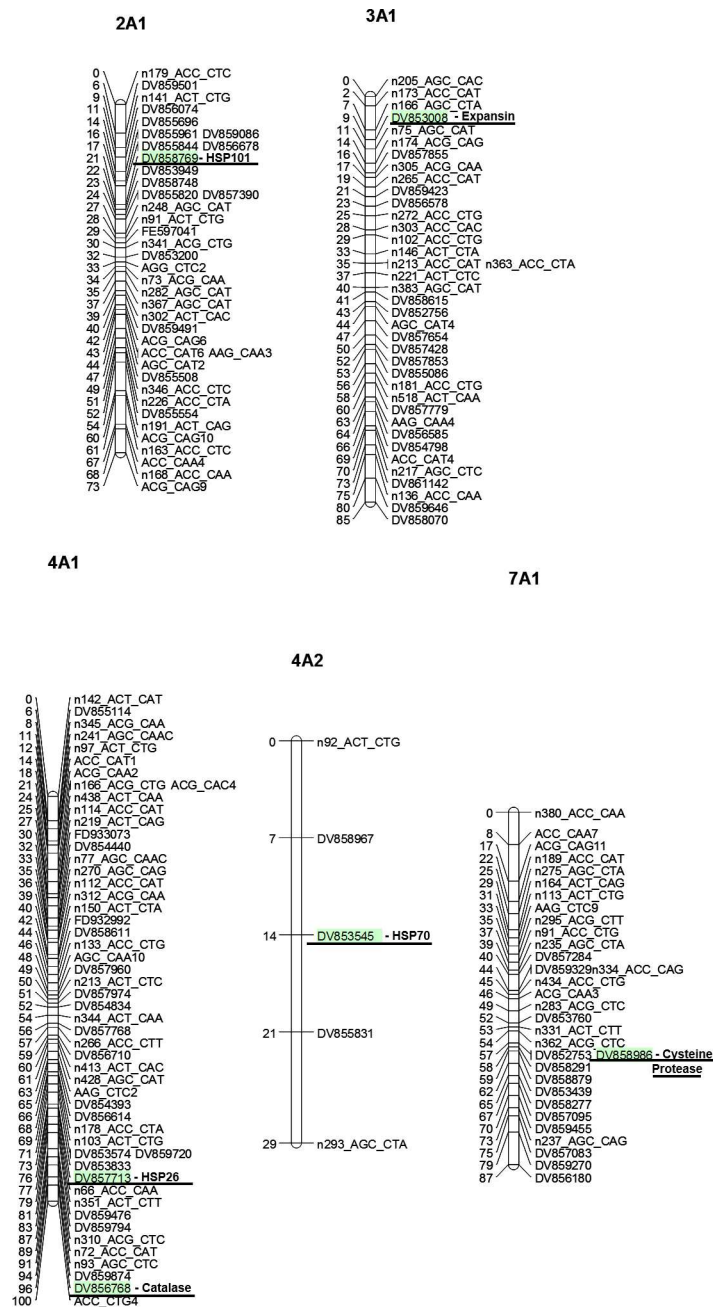 2A1
0 n179_ACC_CTC
6 DV859501
9 n141_ACT_CTG
11 DV856074
14 DV855696
16 DV855961 DV859086
17 DV855844 DV856678
21 DV858769 - HSP101
22 DV853949
23 DV858748
24 DV855820 DV857390
27 n248_AGC_CAT
28 n91_ACT_CTG
29 FE597041
30 n341_ACG_CTG
32 DV853200
33 AGG_CTC2
34 n73_ACG_CAA
35 n282_AGC_CAT
37 n367_AGC_CAT
39 n302_ACT_CAC
40 DV859491
42 ACG_CAG6
43 ACC_CAT6 AAG_CAA3
44 AGC_CAT2
47 DV855508
49 n346_ACC_CTC
51 n226_ACC_CTA
52 DV855554
54 n191_ACT_CAG
60 ACG_CAG10
61 n163_ACC_CTC
67 ACC_CAA4
68 n168_ACC_CAA
73 ACG_CAG9
3A1
0 n205_AGC_CAC
2 n173_ACC_CAT
7 n166_AGC_CTA
9 DV853008 - Expansin
11 n75_AGC_CAT
14 n174_ACG_CAG
16 DV857855
17 n305_ACG_CAA
19 n265_ACC_CAT
21 DV859423
23 DV856578
25 n272_ACC_CTG
28 n303_ACC_CAC
29 n102_ACC_CTG
33 n146_ACT_CTA
35 n213_ACC_CAT n363_ACC_CTA
37 n221_ACT_CTC
40 n383_AGC_CAT
41 DV858615
43 DV852756
44 AGC_CAT4
47 DV857654
50 DV857428
52 DV857853
53 DV855086
56 n181_ACC_CTG
58 n518_ACT_CAA
60 DV857779
63 AAG_CAA4
64 DV856585
66 DV854798
69 ACC_CAT4
70 n217_AGC_CTC
73 DV861142
75 n136_ACC_CAA
80 DV859646
85 DV858070
4A1
0 n142_ACT_CAT
6 DV855114
8 n345_ACG_CAA
11 n241_AGC_CAAC
12 n97_ACT_CTG
14 ACC_CAT1
18 ACG_CAA2
21 n166_ACG_CTG ACG_CAC4
24 n438_ACT_CAA
25 n114_ACC_CAT
27 n219_ACT_CAG
30 FD933073
32 DV854440
33 n77_AGC_CAAC
35 n270_AGC_CAG
36 n112_ACC_CAT
39 n312_ACG_CAA
40 n150_ACT_CTA
42 FD932992
44 DV858611
46 n133_ACC_CTG
48 AGC_CAA10
49 DV857960
50 n213_ACT_CTC
51 DV857974
52 DV854834
54 n344_ACT_CAA
56 DV857768
57 n266_ACC_CTT
59 DV856710
60 n413_ACT_CAC
61 n428_AGC_CAT
63 AAG_CTC2
65 DV854393
66 DV856614
68 n178_ACC_CTA
69 n103_ACT_CTG
71 DV853574 DV859720
73 DV853833
76 DV857713 - HSP26
77 n66_ACC_CAA
79 n351_ACT_CTT
81 DV859476
83 DV859794
87 n310_ACG_CTC
89 n72_ACC_CAT
91 n93_AGC_CTC
94 DV859874
96 DV856768 - Catalase
100 ACC_CTG4
4A2
0 n92_ACT_CTG
7 DV858967
14 DV853545 - HSP70
21 DV855831
29 n293_AGC_CTA
7A1
0 n380_ACC_CAA
8 ACC_CAA7
17 ACG_CAG11
22 n189_ACC_CAT
25 n275_AGC_CTA
29 n164_ACT_CAG
31 n113_ACT_CTG
33 AAG_CTC9
35 n295_ACG_CTT
37 n91_ACC_CTG
39 n235_AGC_CTA
40 DV857284
44 DV859329n334_ACC_CAG
45 n434_ACC_CTG
46 ACG_CAA3
49 n283_ACG_CTC
52 DV853760
53 n331_ACT_CTT
54 n362_ACG_CTC
57 DV852753 DV858986 - Cysteine
Protease
58 DV858291
59 DV858879
62 DV853439
65 DV858277
67 DV857095
70 DV859455
73 n237_AGC_CAG
75 DV857083
79 DV859270
87 DV856180